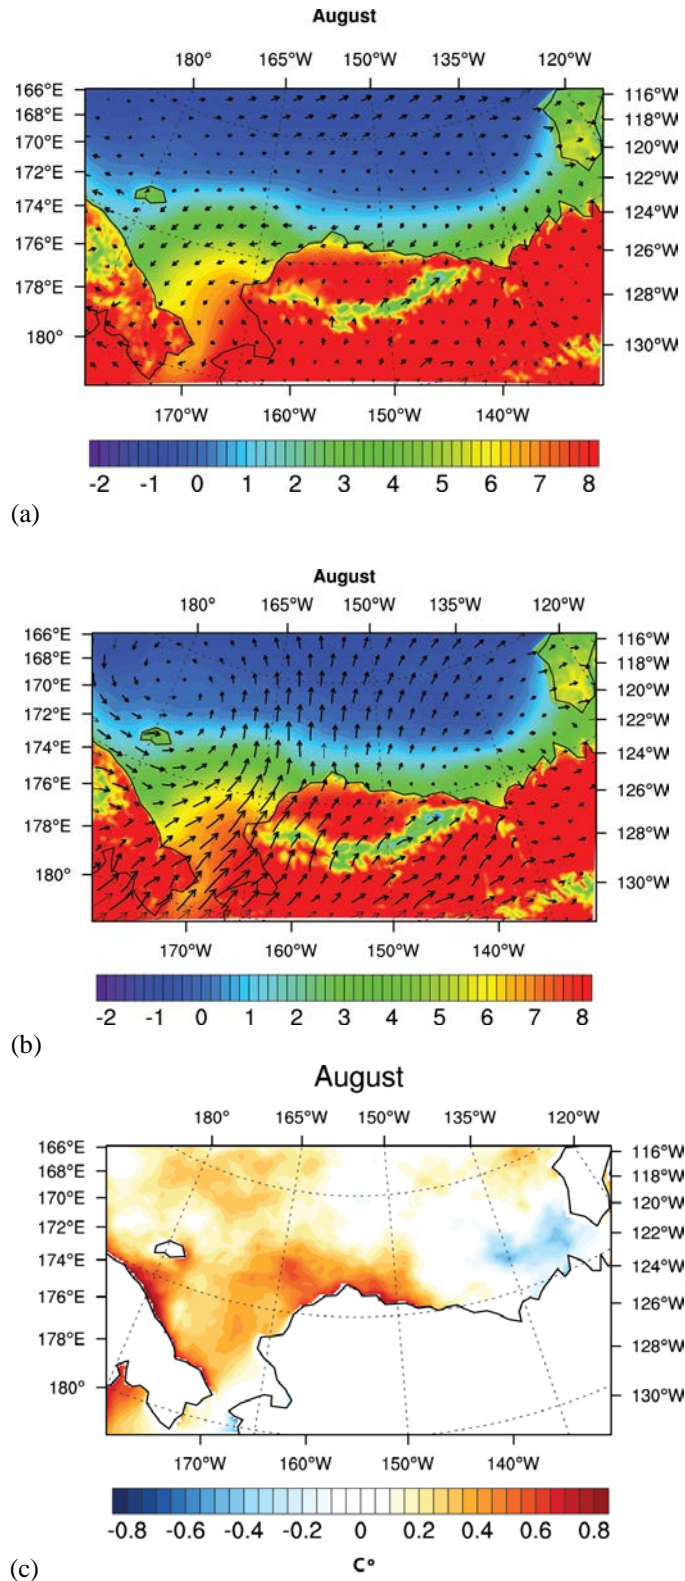 August
180° 165°W 150°W 135°W 120°W
166°E 116°W
168°E 118°W
170°E 120°W
172°E 122°W
174°E 124°W
176°E 126°W
178°E 128°W
180° 130°W
170°W 160°W 150°W 140°W
-2 -1 0 1 2 3 4 5 6 7 8
(a)
August
180° 165°W 150°W 135°W 120°W
166°E 116°W
168°E 118°W
170°E 120°W
172°E 122°W
174°E 124°W
176°E 126°W
178°E 128°W
180° 130°W
170°W 160°W 150°W 140°W
-2 -1 0 1 2 3 4 5 6 7 8
(b)
August
180° 165°W 150°W 135°W 120°W
166°E 116°W
168°E 118°W
170°E 120°W
172°E 122°W
174°E 124°W
176°E 126°W
178°E 128°W
180° 130°W
170°W 160°W 150°W 140°W
-0.8 -0.6 -0.4 -0.2 0 0.2 0.4 0.6 0.8
(c) C°